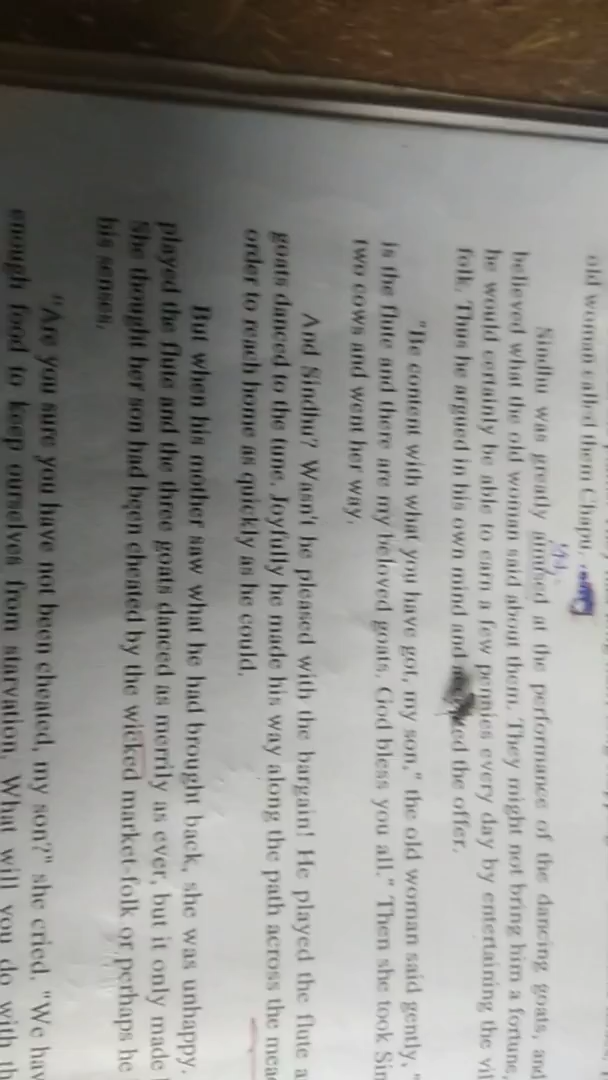 old woman called them Chapu.
Sindhu was greatly amused at the performance of the dancing goats, and
believed what the old woman said about them. They might not bring him a fortune,
he would certainly be able to earn a few pennies every day by entertaining the vil
folk. Thus he argued in his own mind and ted the offer.
"Be content with what you have got, my son," the old woman said gently, "
is the flute and there are my beloved goats. God bless you all." Then she took Sin
two cows and went her way.
And Sindhu? Wasn't he pleased with the bargain! He played the flute a
goats danced to the tune. Joyfully he made his way along the path across the mea
order to reach home as quickly as he could.
But when his mother saw what he had brought back, she was unhappy.
played the flute and the three goats danced as merrily as ever, but it only made
She thought her son had been cheated by the wicked market-folk or perhaps he
his senses.
"Are you sure you have not been cheated, my son?" she cried. "We hav
enough food to keep ourselves from starvation. What will you do with th